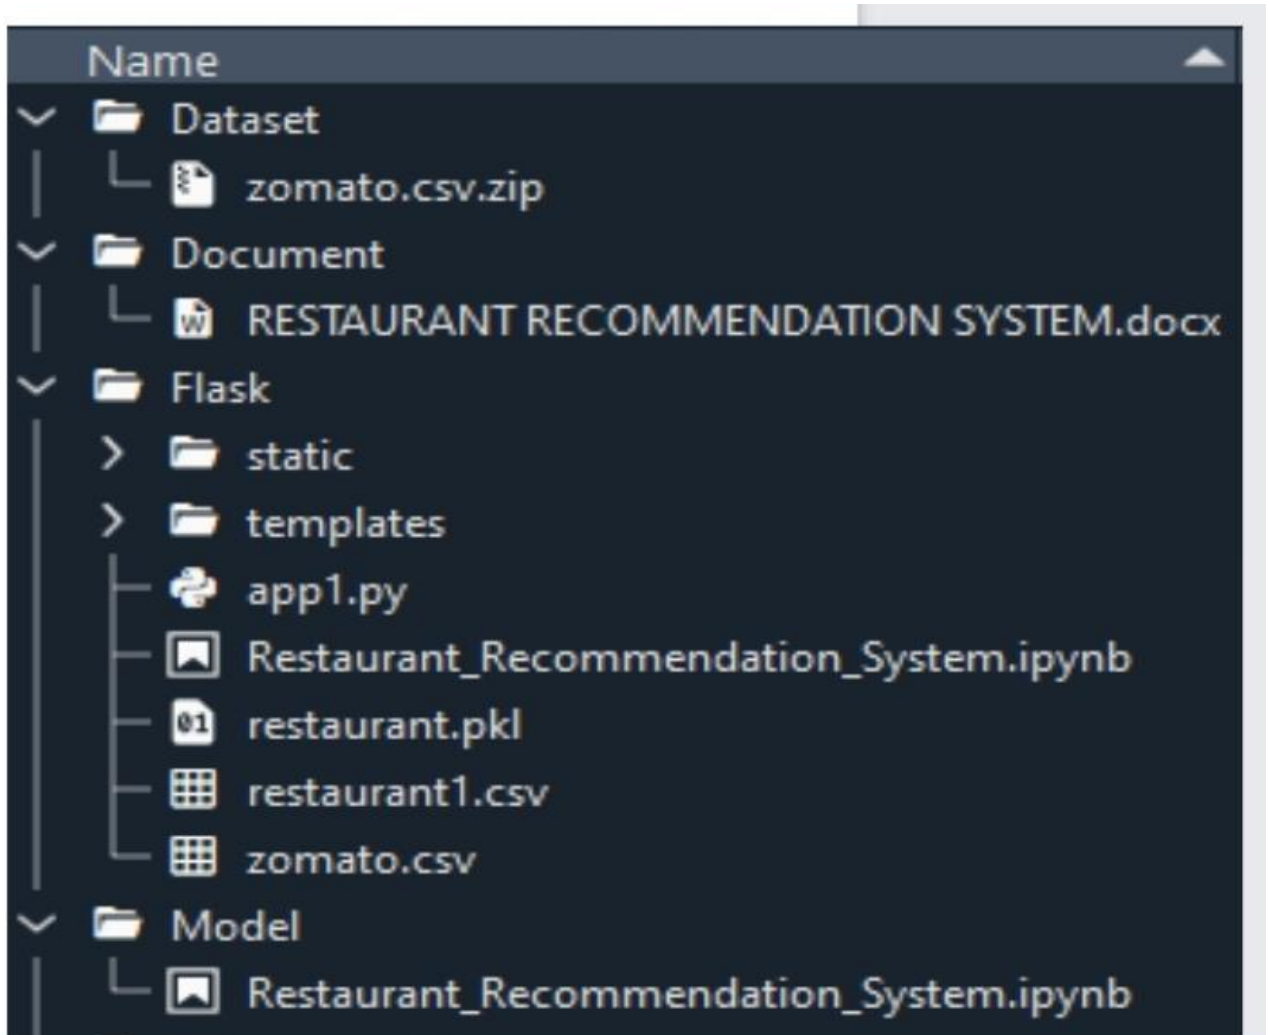 Name
Dataset
zomato.csv.zip
Document
RESTAURANT RECOMMENDATION SYSTEM.docx
Flask
static
templates
app1.py
Restaurant_Recommendation_System.ipynb
restaurant.pkl
restaurant1.csv
zomato.csv
Model
Restaurant_Recommendation_System.ipynb